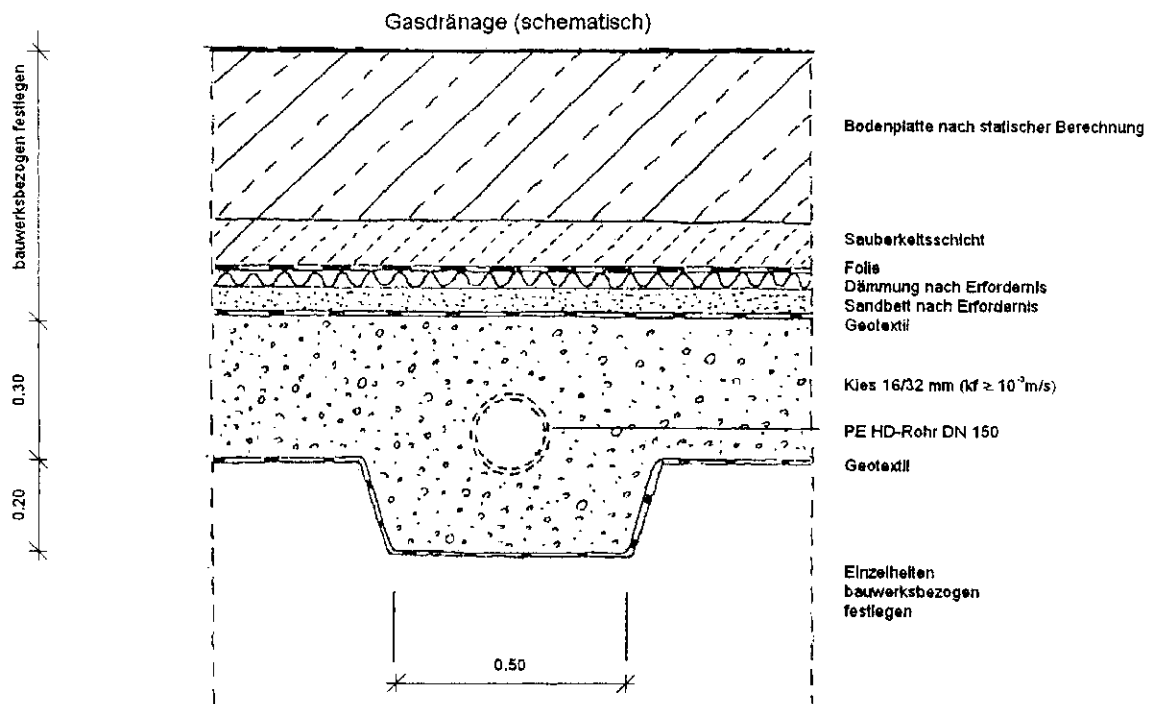 Gasdränage (schematisch)
bauwerksbezogen festlegen
0.30
0.20
Bodenplatte nach statischer Berechnung
Sauberkeitsschicht
Folie
Dämmung nach Erfordernis
Sandbett nach Erfordernis
Geotextil
Kies 16/32 mm (kf ≥ 10⁻³m/s)
PE HD-Rohr DN 150
Geotextil
Einzelheiten
bauwerksbezogen
festlegen
0.50